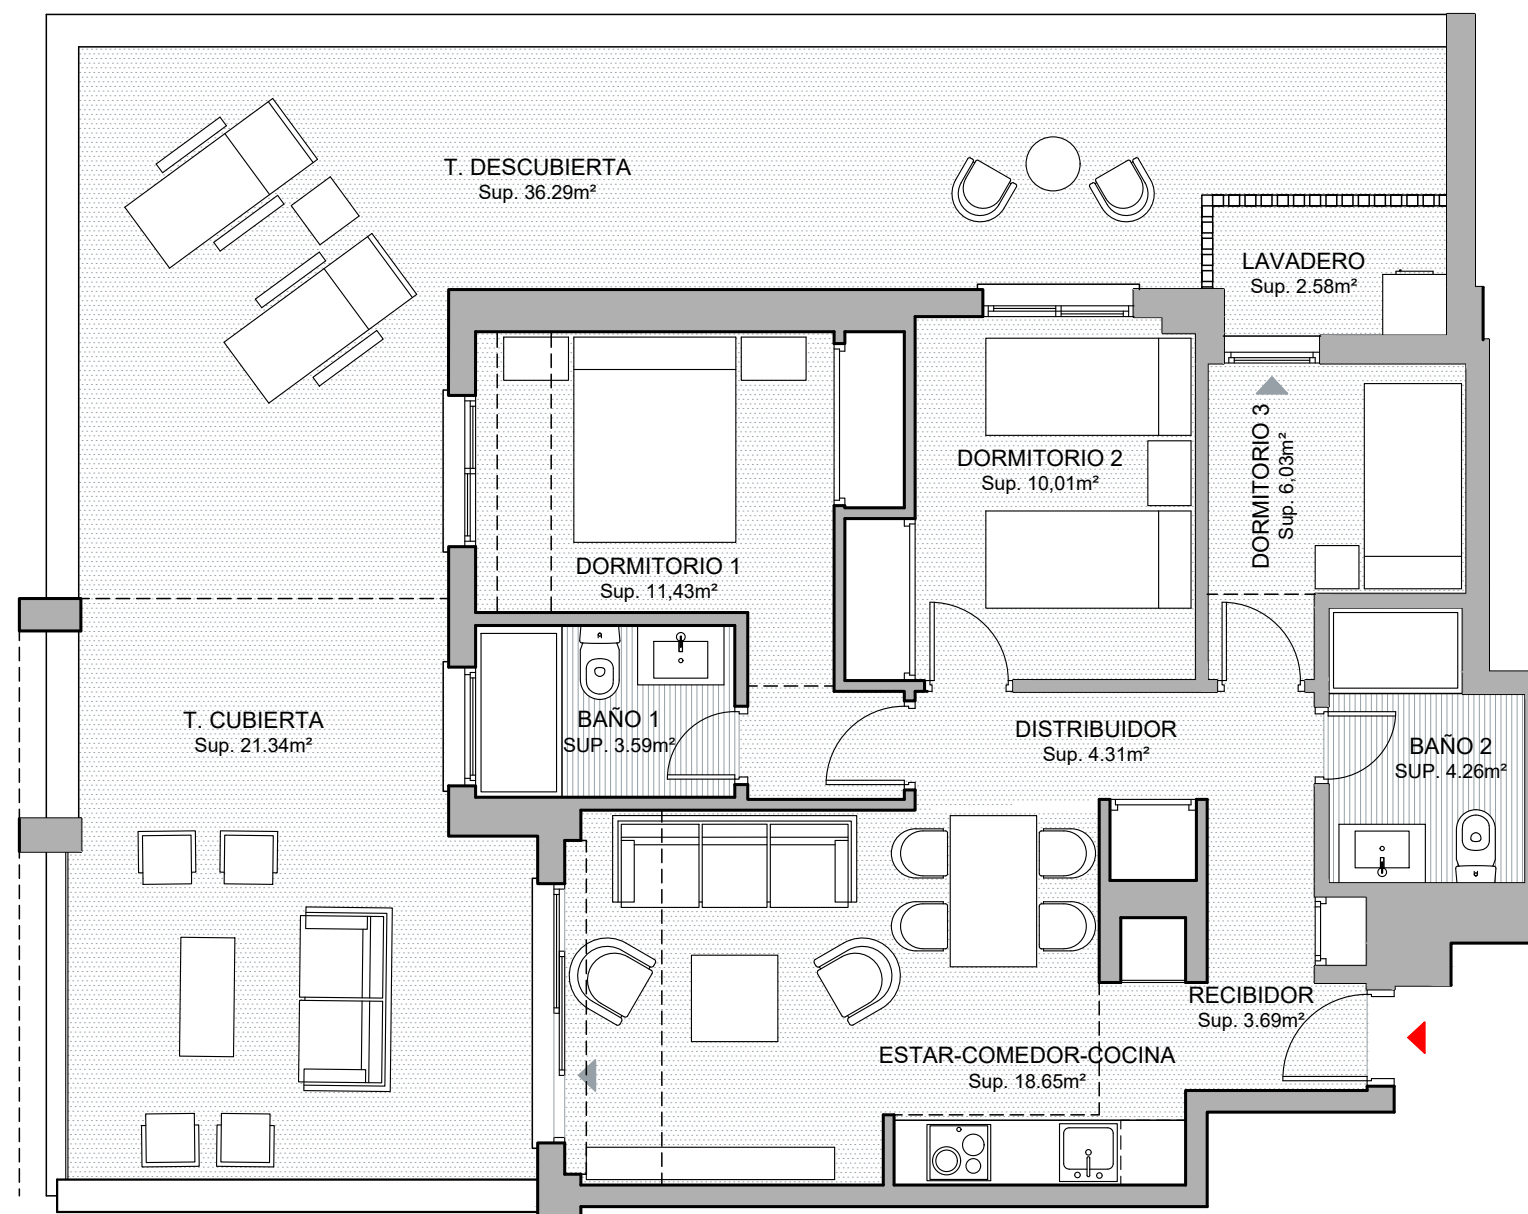 T. DESCUBIERTA
Sup. 36.29m²
LAVADERO
Sup. 2.58m²
DORMITORIO 2
Sup. 10,01m²
DORMITORIO 3
Sup. 6,03m²
DORMITORIO 1
Sup. 11,43m²
T. CUBIERTA
Sup. 21.34m²
BAÑO 1
SUP. 3.59m²
DISTRIBUIDOR
Sup. 4.31m²
BAÑO 2
SUP. 4.26m²
RECIBIDOR
Sup. 3.69m²
ESTAR-COMEDOR-COCINA
Sup. 18.65m²